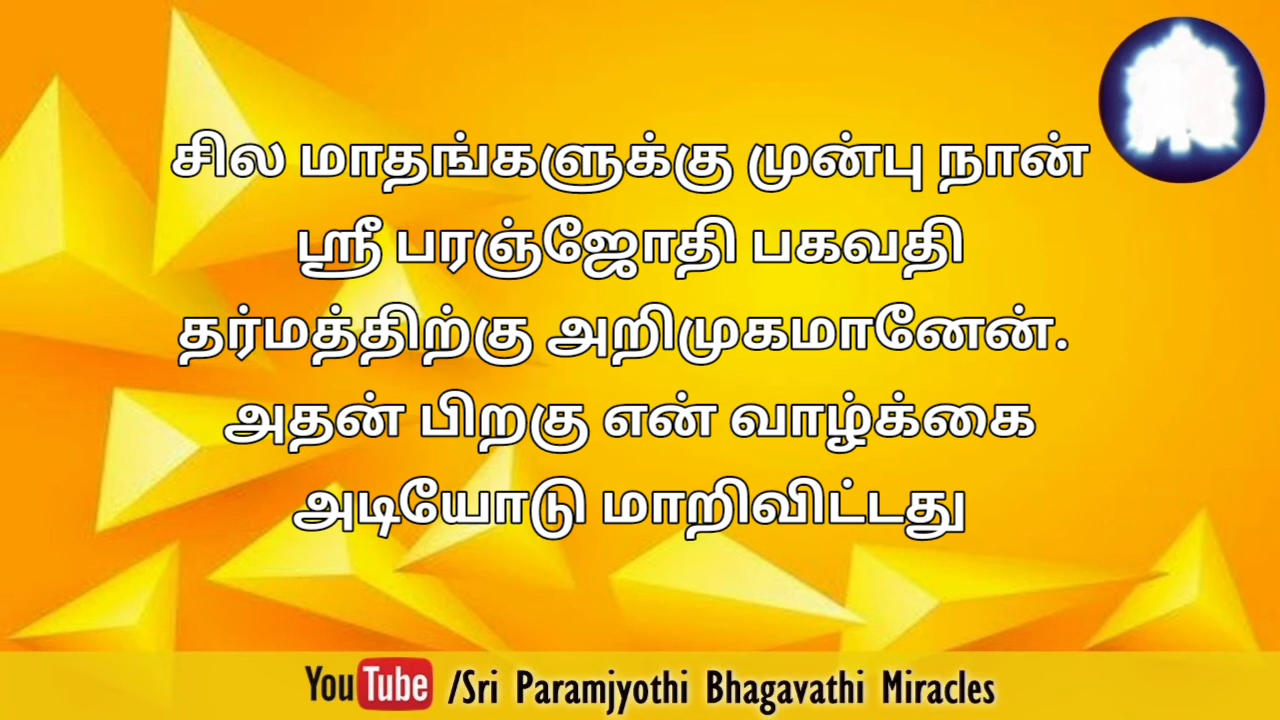 சில மாதங்களுக்கு முன்பு நான்
ஸ்ரீ பரஞ்ஜோதி பகவதி
தர்மத்திற்கு அறிமுகமானேன்.
அதன் பிறகு என் வாழ்க்கை
அடியோடு மாறிவிட்டது
YouTube /Sri Paramjyothi Bhagavathi Miracles